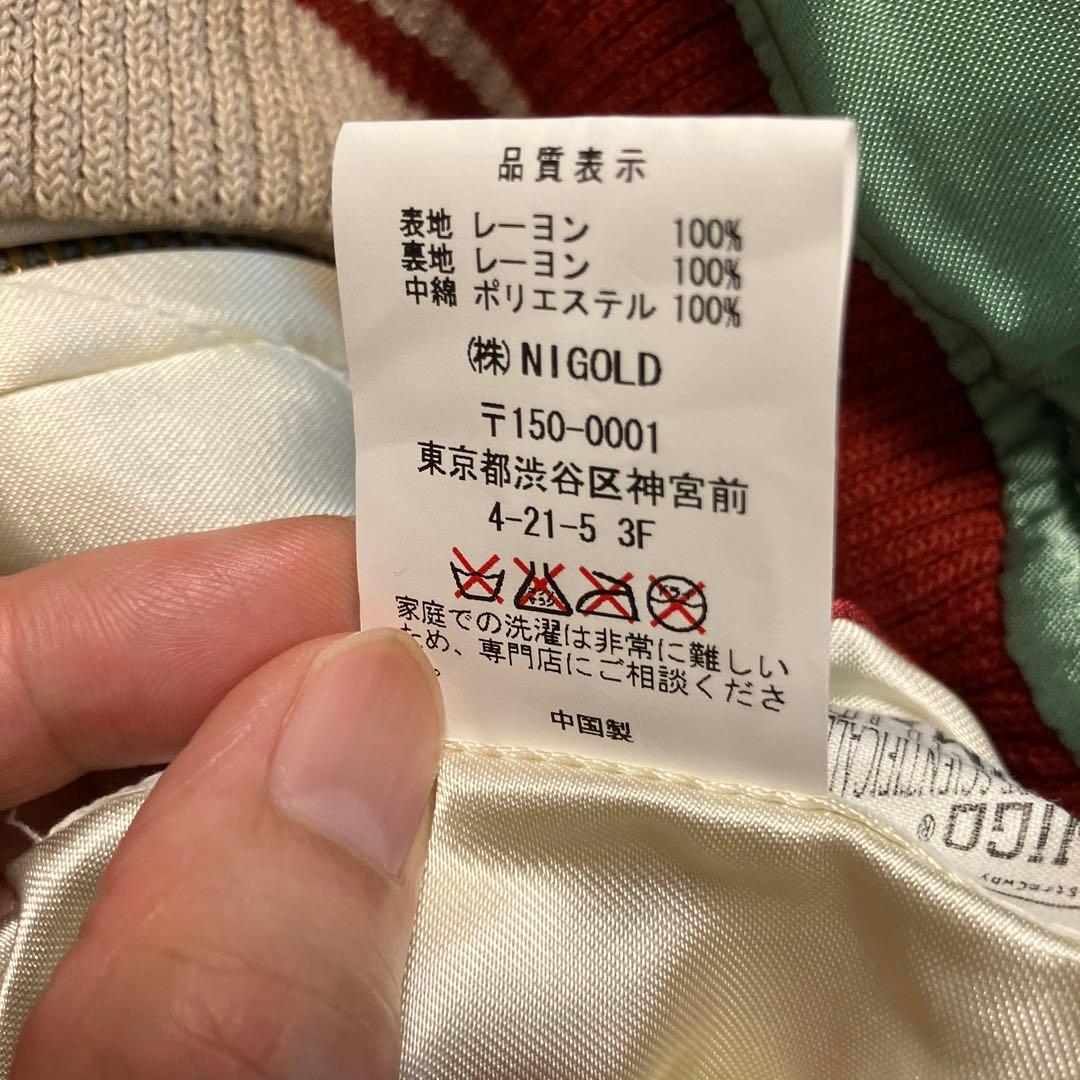 品質表示
表地 レーヨン 100%
裏地 レーヨン 100%
中綿 ポリエステル 100%
㈱NIGOLD
〒150-0001
東京都渋谷区神宮前
4-21-5 3F
家庭での洗濯は非常に難しい
ため、専門店にご相談くださ
。
中国製